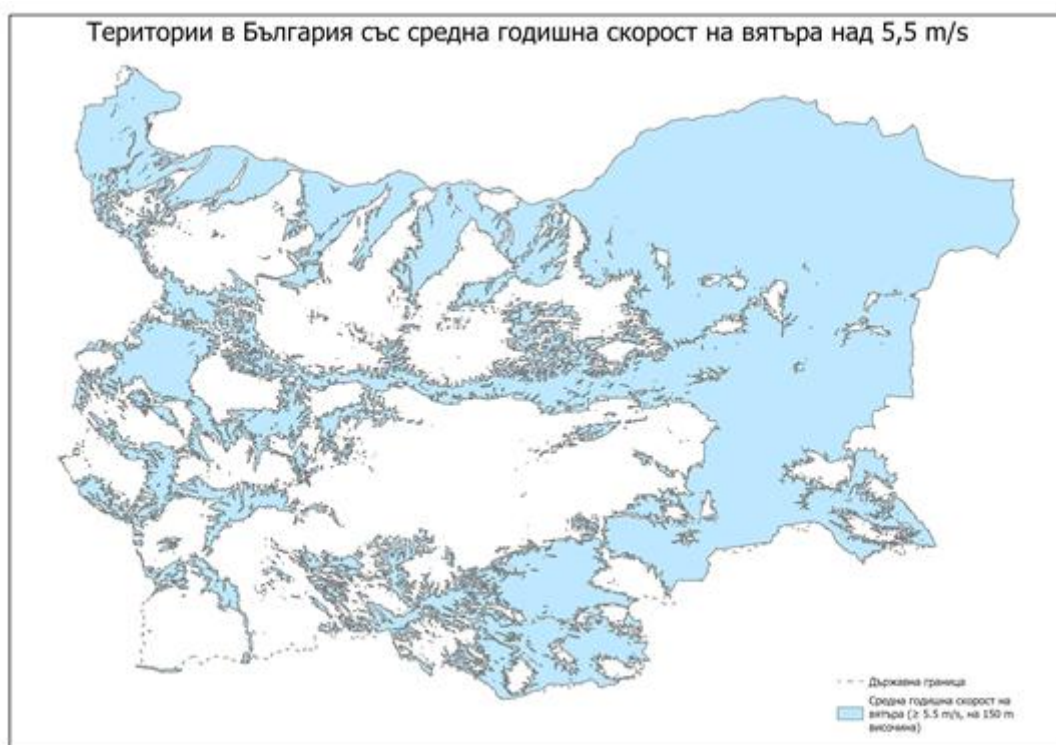 Територии в България със средна годишна скорост на вятъра над 5,5 m/s
Държавна граница
Средна годишна скорост на
вятъра (≥ 5.5 m/s, на 150 m
височина)